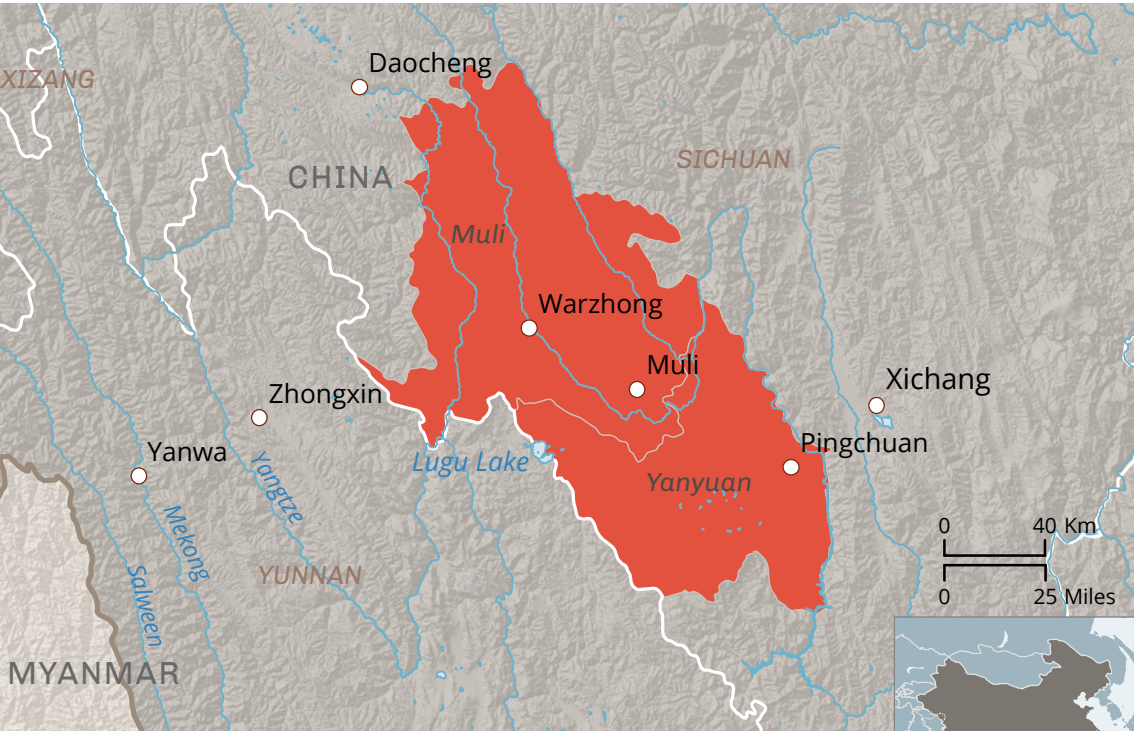 Daocheng
XIZANG
SICHUAN
CHINA
Muli
Warzhong
Muli
Xichang
Zhongxin
Pingchuan
Yanwa
Lugu Lake
Yangtze
Yanyuan
Mekong
0 40 Km
YUNNAN
Salween
0 25 Miles
MYANMAR